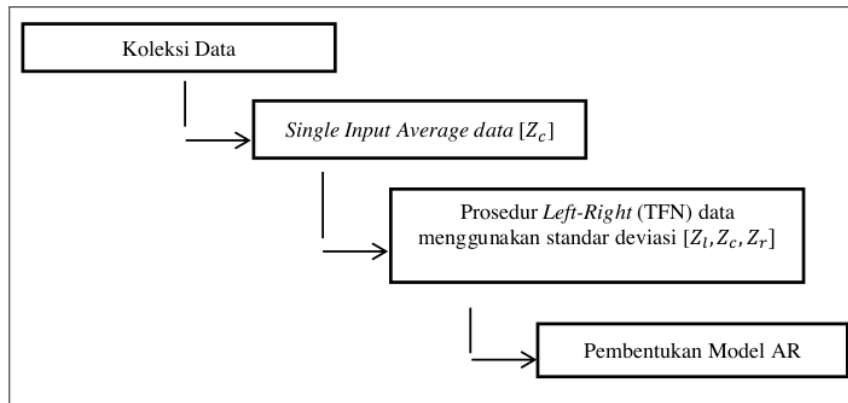 Koleksi Data
Single Input Average data [Z_c]
Prosedur Left-Right (TFN) data
menggunakan standar deviasi [Z_l, Z_c, Z_r]
Pembentukan Model AR